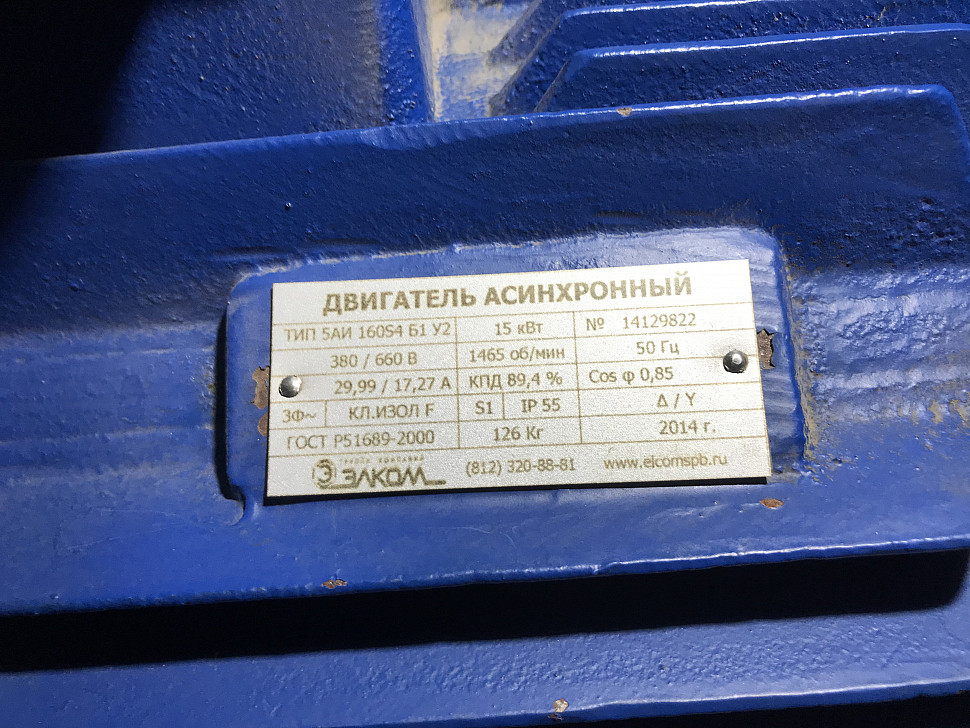 ДВИГАТЕЛЬ АСИНХРОННЫЙ
ТИП 5АИ 160S4 Б1 У2 15 кВт № 14129822
380 / 660 В 1465 об/мин 50 Гц
29,99 / 17,27 А КПД 89,4 % Cos φ 0,85
3Ф~ КЛ.ИЗОЛ F S1 IP 55 Δ / Y
ГОСТ Р51689-2000 126 Кг 2014 г.
группа компаний
ЭЛКОМ (812) 320-88-81 www.elcomspb.ru